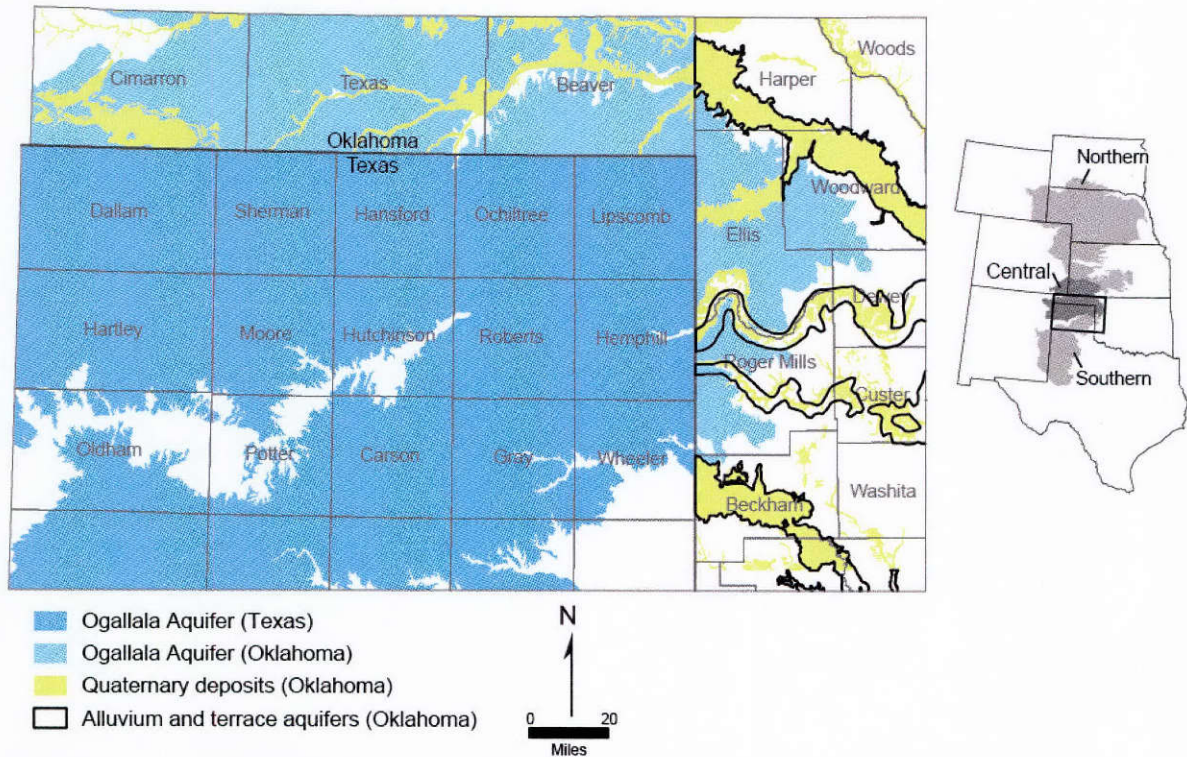 Woods
Cimarron
Texas
Beaver
Harper
Oklahoma
Texas
Dallam
Sherman
Hansford
Ochiltree
Lipscomb
Woodward
Ellis
Hartley
Moore
Hutchinson
Roberts
Hemphill
Dewey
Roger Mills
Custer
Oldham
Potter
Carson
Gray
Wheeler
Beckham
Washita
Northern
Central
Southern
Ogallala Aquifer (Texas)
Ogallala Aquifer (Oklahoma)
Quaternary deposits (Oklahoma)
Alluvium and terrace aquifers (Oklahoma)
N
0 20
Miles